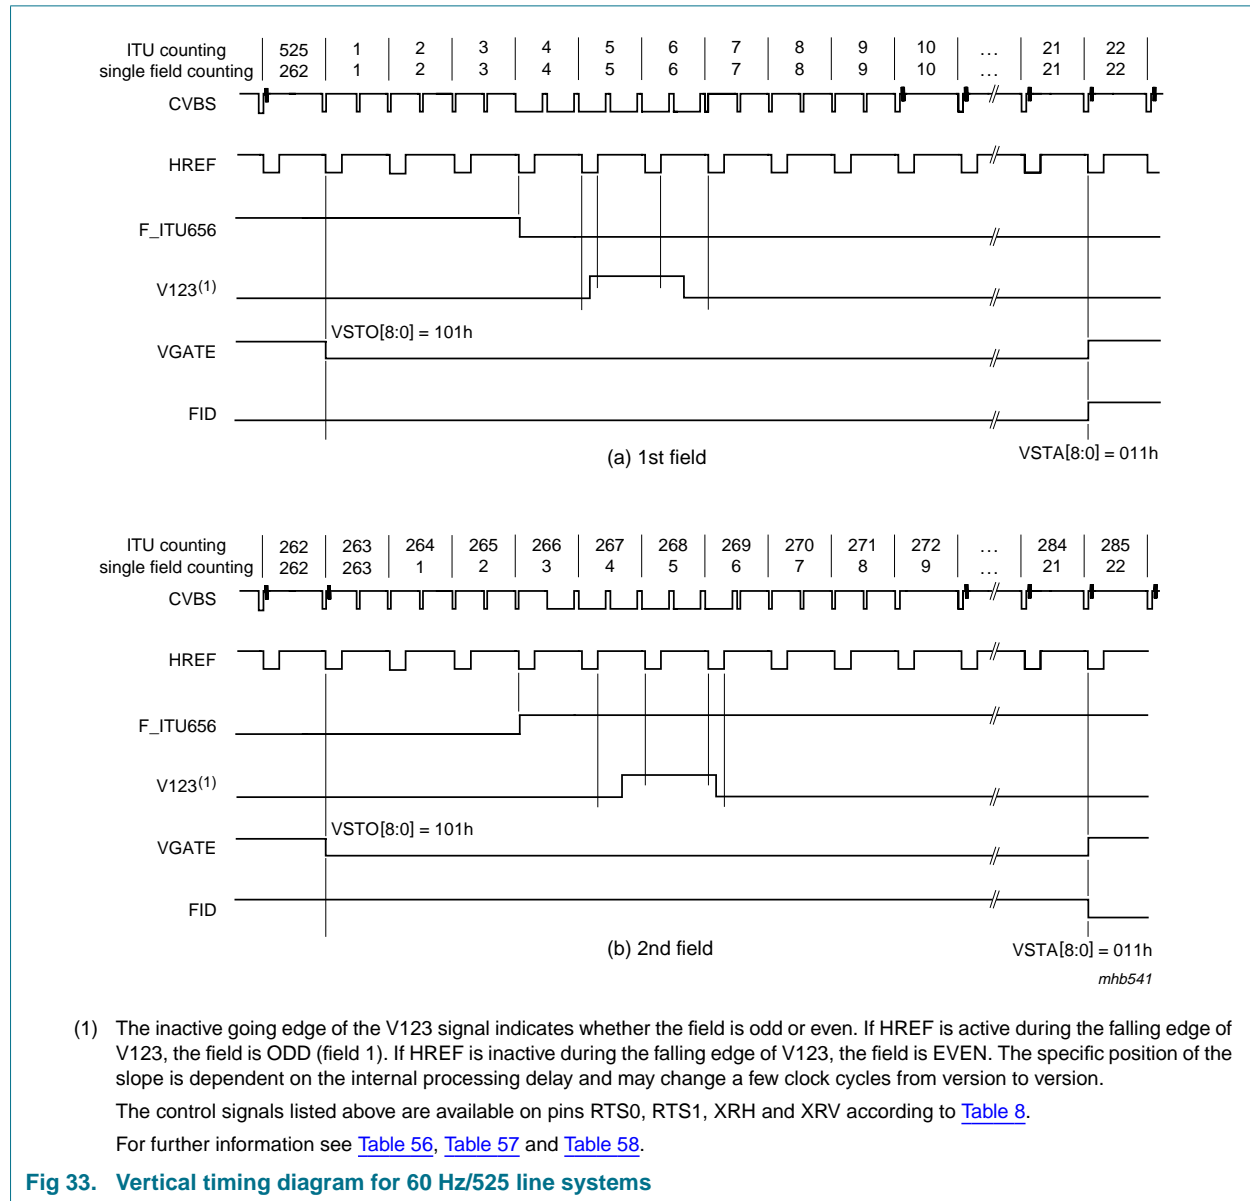 ITU counting 525 1 2 3 4 5 6 7 8 9 10 ... 21 22
single field counting 262 1 2 3 4 5 6 7 8 9 10 ... 21 22
CVBS
HREF
F_ITU656
V123(1)
VSTO[8:0] = 101h
VGATE
FID
(a) 1st field
VSTA[8:0] = 011h
ITU counting 262 263 264 265 266 267 268 269 270 271 272 ... 284 285
single field counting 262 263 1 2 3 4 5 6 7 8 9 ... 21 22
CVBS
HREF
F_ITU656
V123(1)
VSTO[8:0] = 101h
VGATE
FID
(b) 2nd field
VSTA[8:0] = 011h
mhb541
(1) The inactive going edge of the V123 signal indicates whether the field is odd or even. If HREF is active during the falling edge of
V123, the field is ODD (field 1). If HREF is inactive during the falling edge of V123, the field is EVEN. The specific position of the
slope is dependent on the internal processing delay and may change a few clock cycles from version to version.
The control signals listed above are available on pins RTS0, RTS1, XRH and XRV according to Table 8.
For further information see Table 56, Table 57 and Table 58.
Fig 33. Vertical timing diagram for 60 Hz/525 line systems